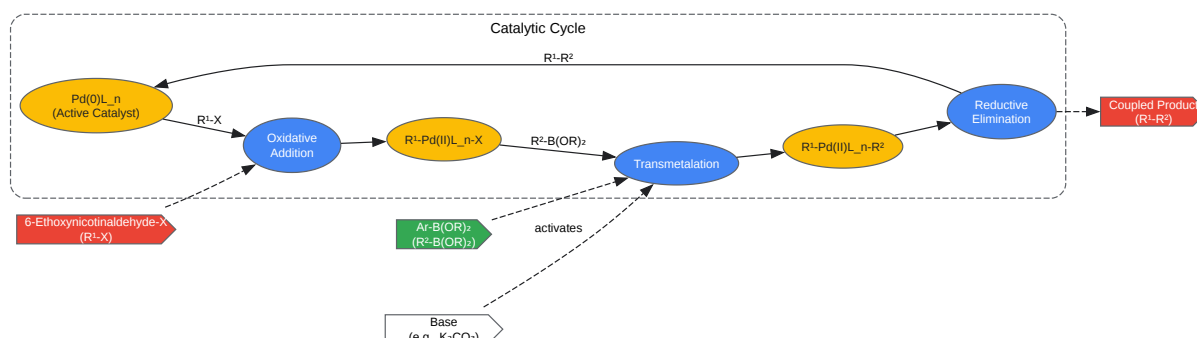 Catalytic Cycle
R¹-R²
Pd(0)L_n
(Active Catalyst)
R¹-X
Oxidative
Addition
R¹-Pd(II)L_n-X
R²-B(OR)₂
Transmetalation
R¹-Pd(II)L_n-R²
Reductive
Elimination
Coupled Product
(R¹-R²)
6-Ethoxynicotinaldehyde-X
(R¹-X)
Ar-B(OR)₂
(R²-B(OR)₂)
activates
Base
(e.g., K₂CO₃)